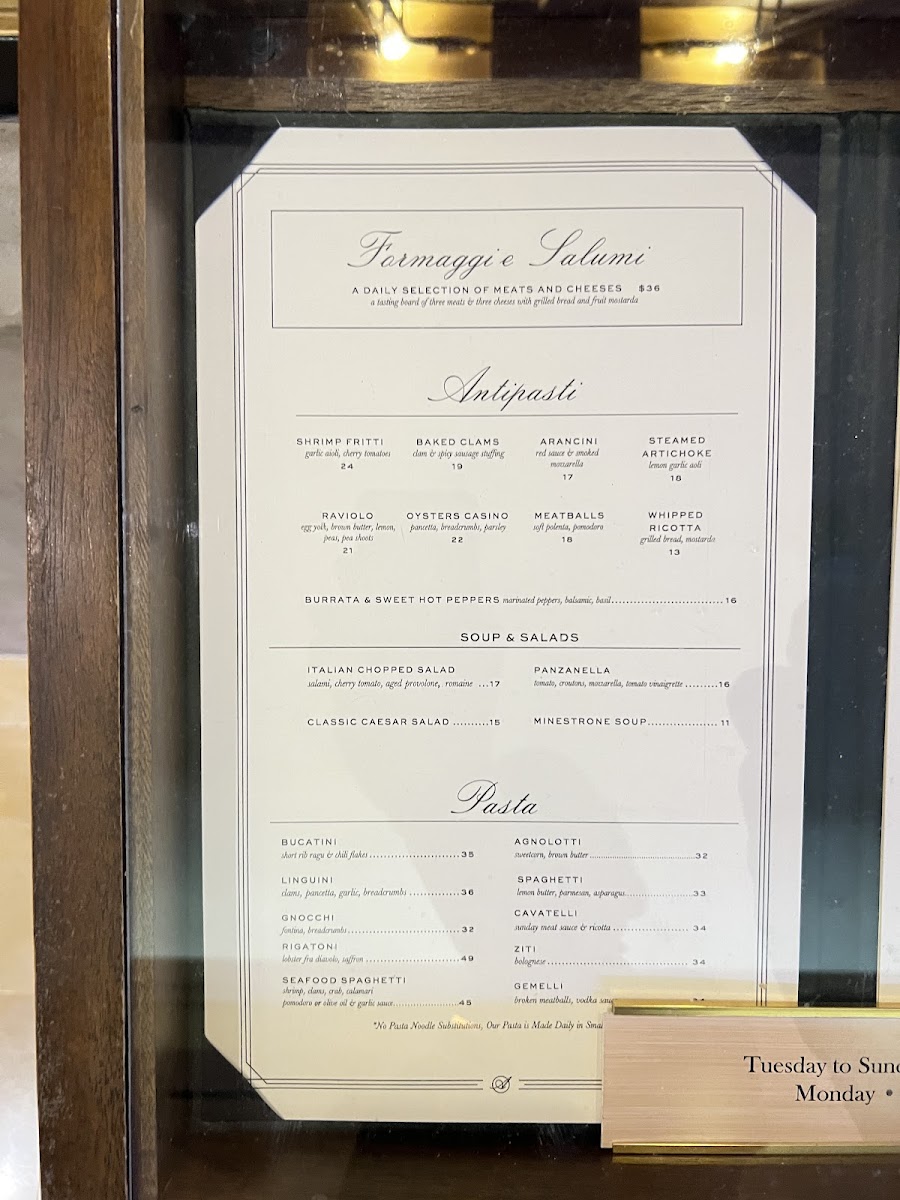 Formaggi e Salumi
A DAILY SELECTION OF MEATS AND CHEESES $36
a tasting board of three meats & three cheeses with grilled bread and fruit mostarda
Antipasti
SHRIMP FRITTI
garlic aioli, cherry tomatoes
24
BAKED CLAMS
clam & spicy sausage stuffing
19
ARANCINI
red sauce & smoked
mozzarella
17
STEAMED
ARTICHOKE
lemon garlic aoli
18
RAVIOLO
egg yolk, brown butter, lemon,
peas, pea shoots
21
OYSTERS CASINO
pancetta, breadcrumbs, parsley
22
MEATBALLS
soft polenta, pomodoro
18
WHIPPED
RICOTTA
grilled bread, mostarda
13
BURRATA & SWEET HOT PEPPERS marinated peppers, balsamic, basil..............................16
SOUP & SALADS
ITALIAN CHOPPED SALAD
salami, cherry tomato, aged provolone, romaine ...17
PANZANELLA
tomato, croutons, mozzarella, tomato vinaigrette .........16
CLASSIC CAESAR SALAD ..........15
MINESTRONE SOUP................... 11
Pasta
BUCATINI
short rib ragu & chili flakes.........................35
AGNOLOTTI
sweetcorn, brown butter..............................32
LINGUINI
clams, pancetta, garlic, breadcrumbs ..............36
SPAGHETTI
lemon butter, parmesan, asparagus...................33
GNOCCHI
fontina, breadcrumbs...............................32
CAVATELLI
sunday meat sauce & ricotta ...................... 34
RIGATONI
lobster fra diavolo, saffron ...........................49
ZITI
bolognese....................................... 34
SEAFOOD SPAGHETTI
shrimp, clams, crab, calamari
pomodoro or olive oil & garlic sauce..................45
GEMELLI
broken meatballs, vodka
*No Pasta Noodle Substitutions, Our Pasta is Made Daily in
Tuesday to
Monday •